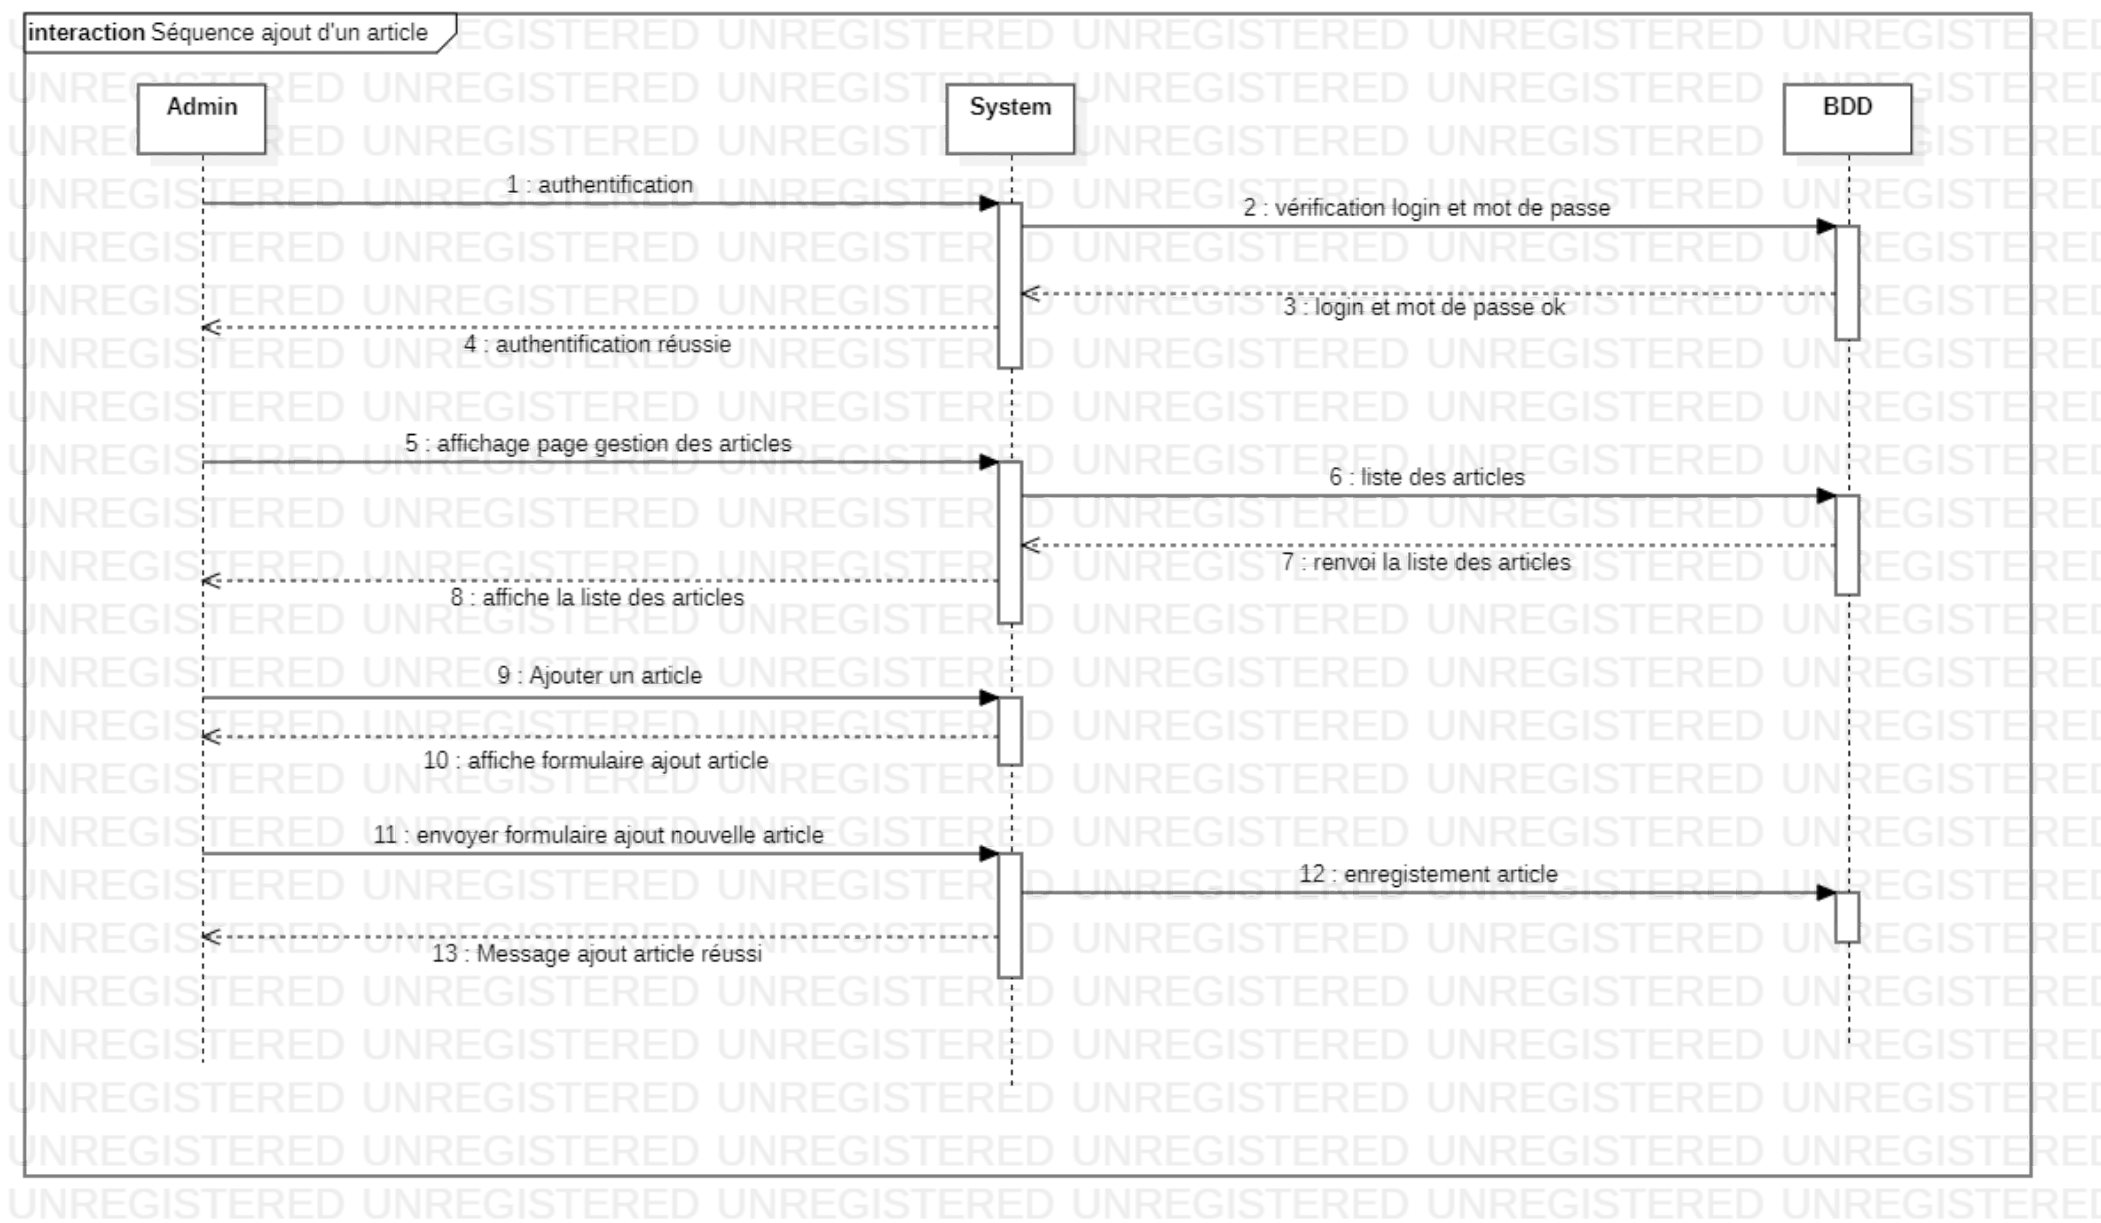 interaction Séquence ajout d'un article
Admin
System
BDD
1 : authentification
2 : vérification login et mot de passe
3 : login et mot de passe ok
4 : authentification réussie
5 : affichage page gestion des articles
6 : liste des articles
7 : renvoi la liste des articles
8 : affiche la liste des articles
9 : Ajouter un article
10 : affiche formulaire ajout article
11 : envoyer formulaire ajout nouvelle article
12 : enregistement article
13 : Message ajout article réussi
UNREGISTERED UNREGISTERED UNREGISTERED UNREGISTERED UNREGISTERED UNREGISTERED